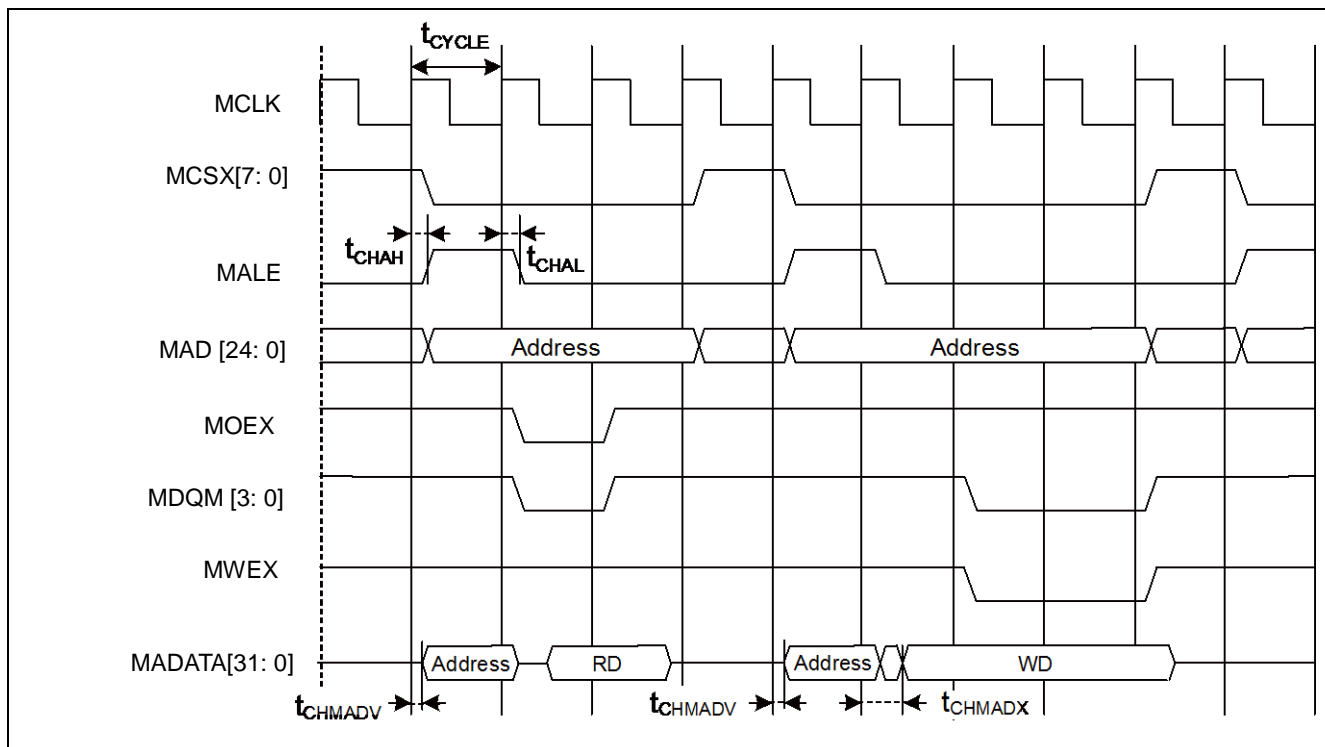 tCYCLE
MCLK
MCSX[7: 0]
tCHAH
tCHAL
MALE
MAD [24: 0]
Address
Address
MOEX
MDQM [3: 0]
MWEX
MADATA[31: 0]
Address
RD
Address
WD
tCHMADV
tCHMADV
tCHMADX